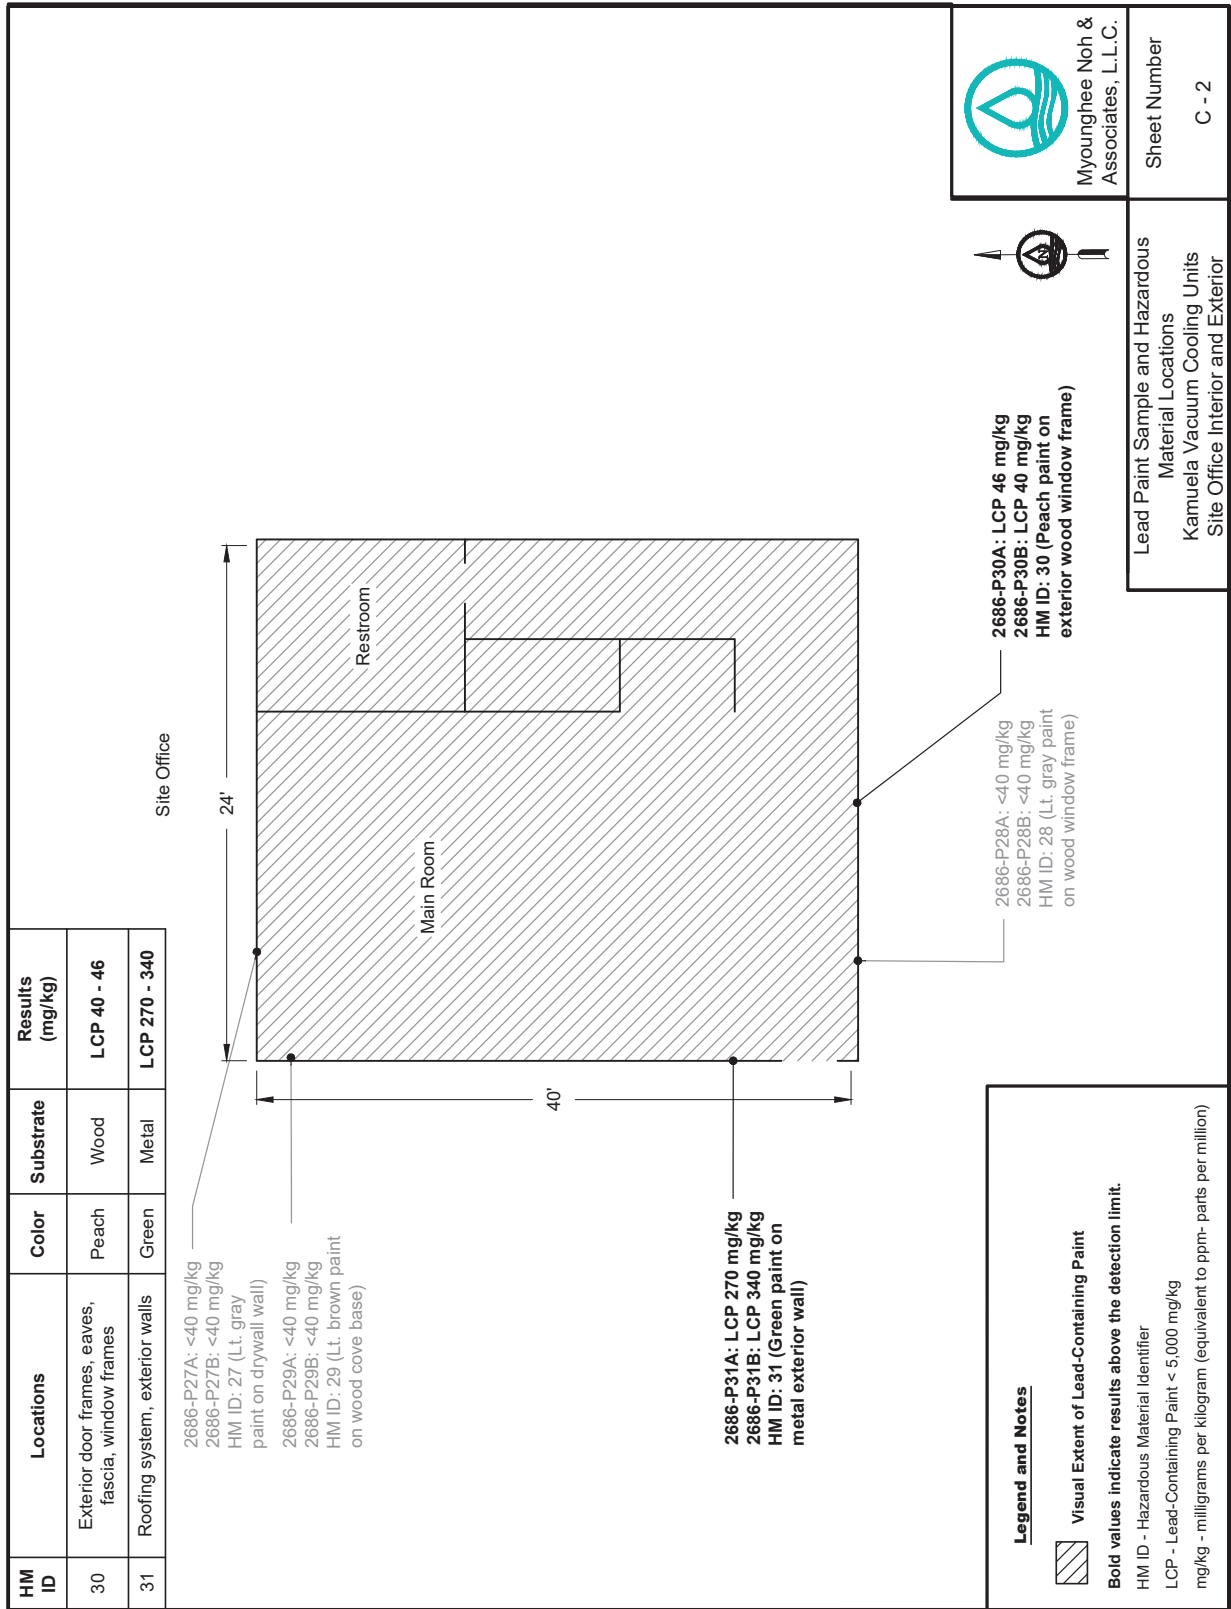 HM
ID
Locations
Color
Substrate
Results
(mg/kg)
30
Exterior door frames, eaves,
fascia, window frames
Peach
Wood
LCP 40 - 46
31
Roofing system, exterior walls
Green
Metal
LCP 270 - 340
Site Office
24'
40'
Main Room
Restroom
2686-P27A: <40 mg/kg
2686-P27B: <40 mg/kg
HM ID: 27 (Lt. gray
paint on drywall wall)
2686-P29A: <40 mg/kg
2686-P29B: <40 mg/kg
HM ID: 29 (Lt. brown paint
on wood cove base)
2686-P31A: LCP 270 mg/kg
2686-P31B: LCP 340 mg/kg
HM ID: 31 (Green paint on
metal exterior wall)
2686-P28A: <40 mg/kg
2686-P28B: <40 mg/kg
HM ID: 28 (Lt. gray paint
on wood window frame)
2686-P30A: LCP 46 mg/kg
2686-P30B: LCP 40 mg/kg
HM ID: 30 (Peach paint on
exterior wood window frame)
Legend and Notes
Visual Extent of Lead-Containing Paint
Bold values indicate results above the detection limit.
HM ID - Hazardous Material Identifier
LCP - Lead-Containing Paint < 5,000 mg/kg
mg/kg - milligrams per kilogram (equivalent to ppm- parts per million)
N
Myounghee Noh &
Associates, L.L.C.
Lead Paint Sample and Hazardous
Material Locations
Kamuela Vacuum Cooling Units
Site Office Interior and Exterior
Sheet Number
C - 2